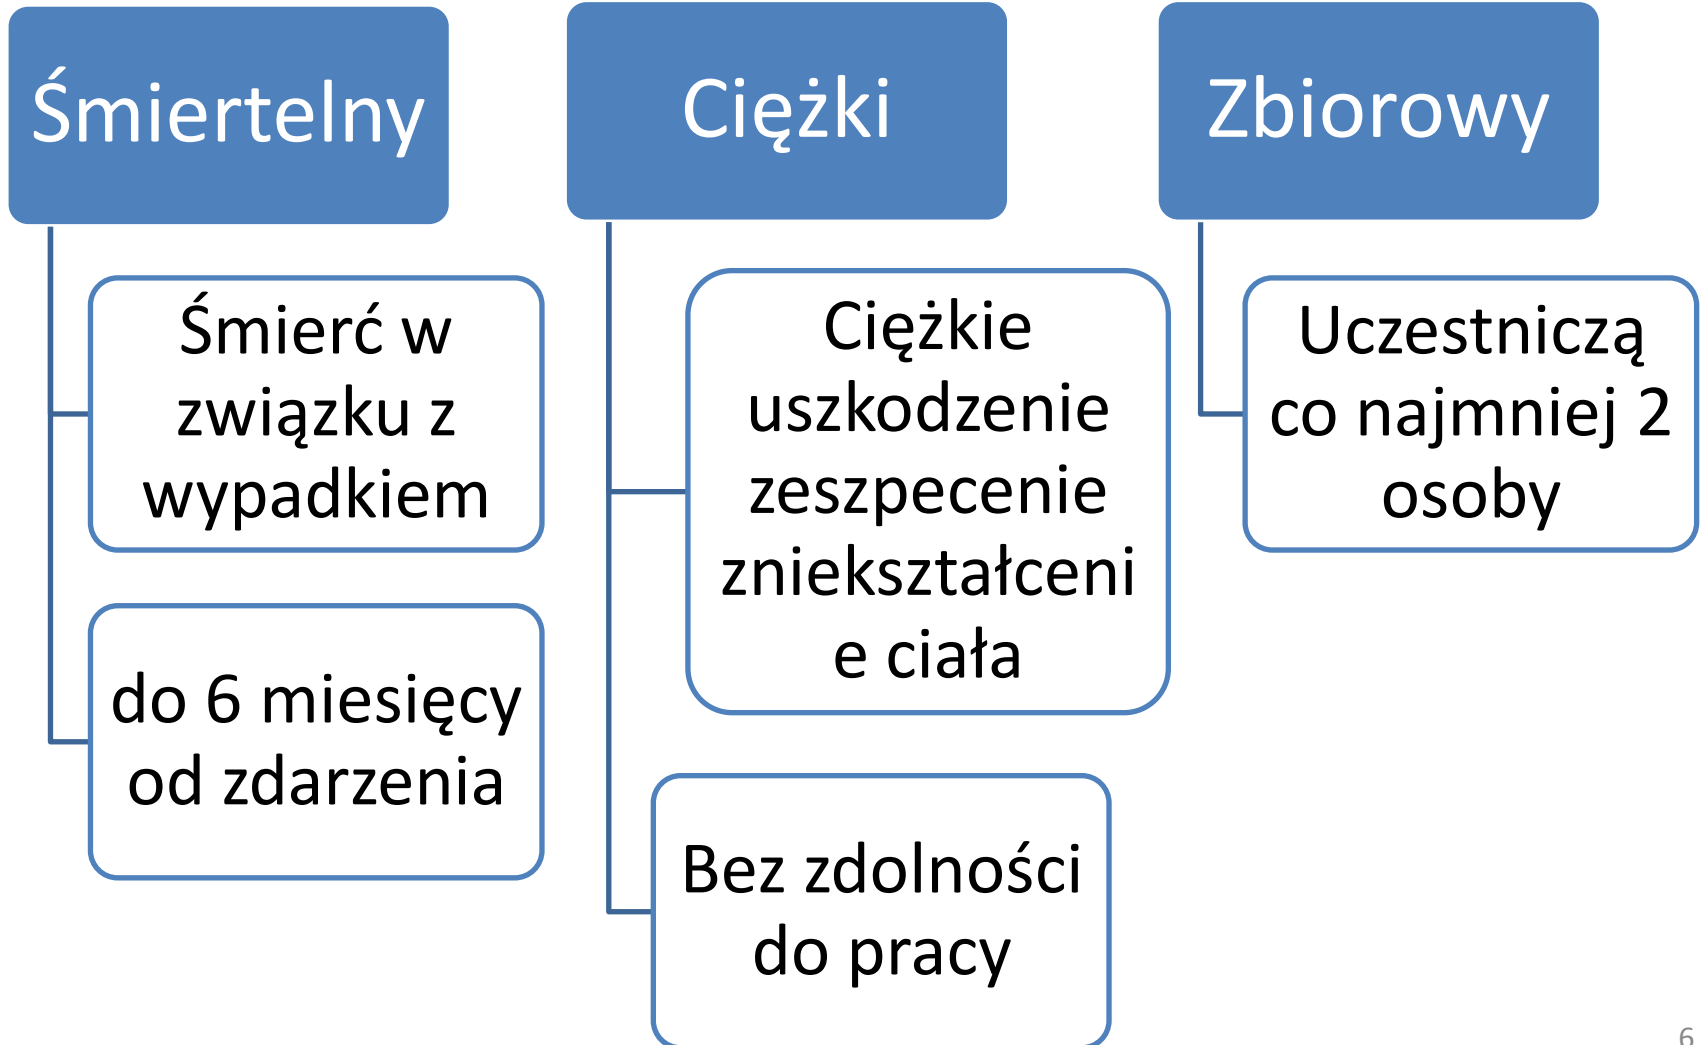 Śmiertelny
Śmierć w
związku z
wypadkiem
do 6 miesięcy
od zdarzenia
Ciężki
Ciężkie
uszkodzenie
zeszpecenie
zniekształceni
e ciała
Bez zdolności
do pracy
Zbiorowy
Uczestniczą
co najmniej 2
osoby
6